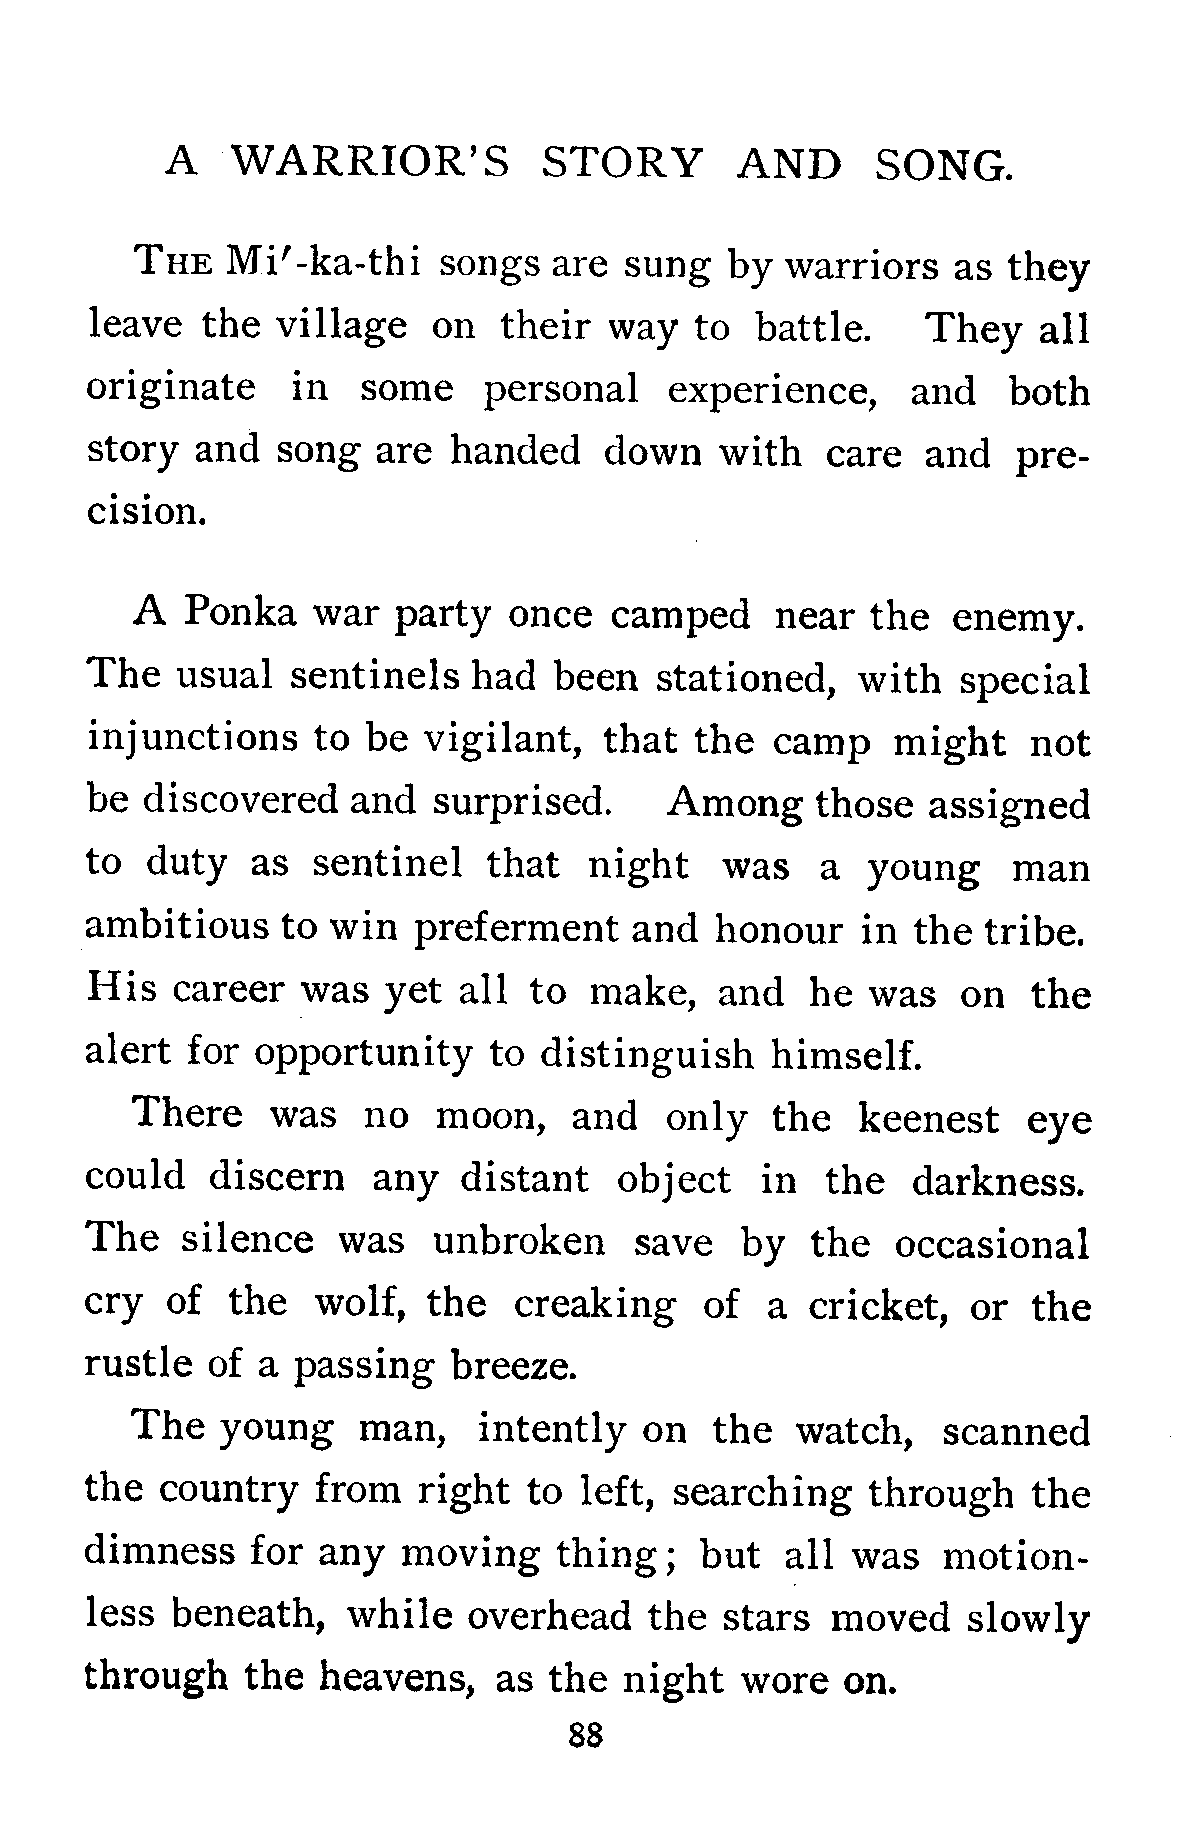 A WARRIOR'S STORY AND SONG.
THE Mi′-ka-thi songs are sung by warriors as they
leave the village on their way to battle. They all
originate in some personal experience, and both
story and song are handed down with care and pre-
cision.
A Ponka war party once camped near the enemy.
The usual sentinels had been stationed, with special
injunctions to be vigilant, that the camp might not
be discovered and surprised. Among those assigned
to duty as sentinel that night was a young man
ambitious to win preferment and honour in the tribe.
His career was yet all to make, and he was on the
alert for opportunity to distinguish himself.
There was no moon, and only the keenest eye
could discern any distant object in the darkness.
The silence was unbroken save by the occasional
cry of the wolf, the creaking of a cricket, or the
rustle of a passing breeze.
The young man, intently on the watch, scanned
the country from right to left, searching through the
dimness for any moving thing; but all was motion-
less beneath, while overhead the stars moved slowly
through the heavens, as the night wore on.
88